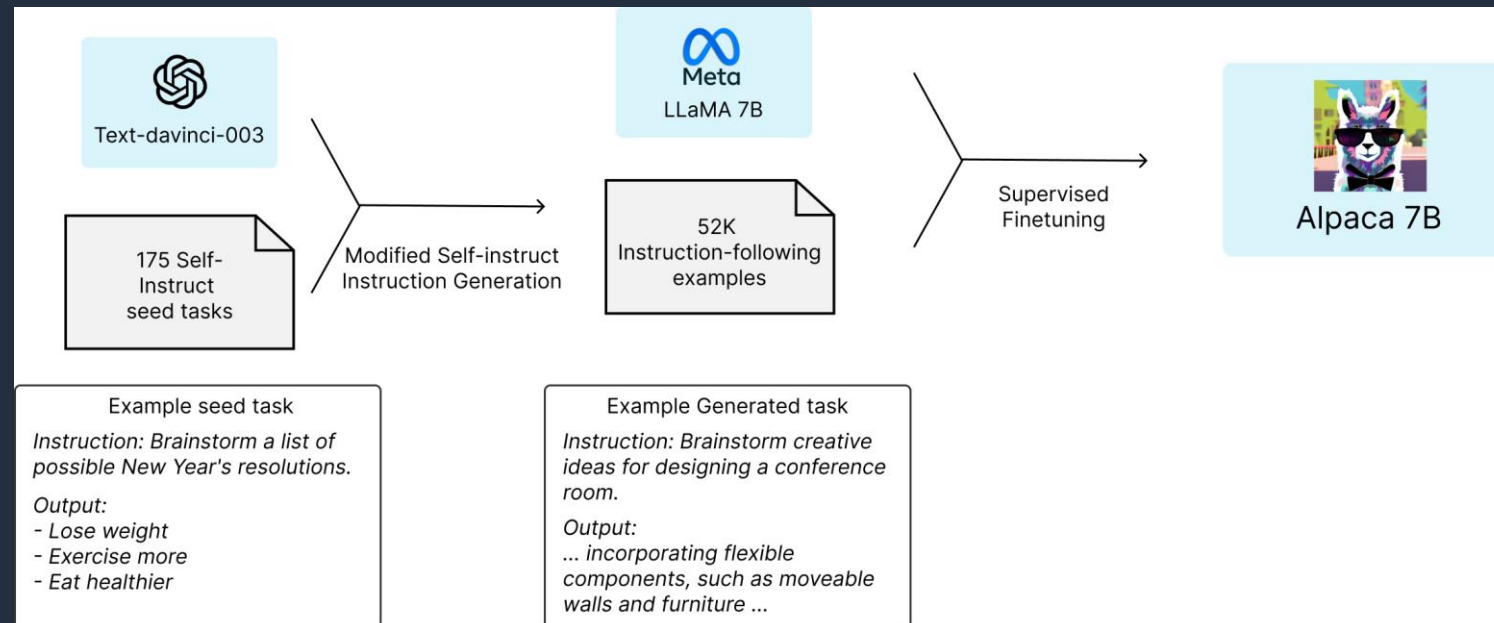 Text-davinci-003
175 Self-
Instruct
seed tasks
Modified Self-instruct
Instruction Generation
Meta
LLaMA 7B
52K
Instruction-following
examples
Supervised
Finetuning
Alpaca 7B
Example seed task
Instruction: Brainstorm a list of
possible New Year's resolutions.
Output:
- Lose weight
- Exercise more
- Eat healthier
Example Generated task
Instruction: Brainstorm creative
ideas for designing a conference
room.
Output:
... incorporating flexible
components, such as moveable
walls and furniture ...